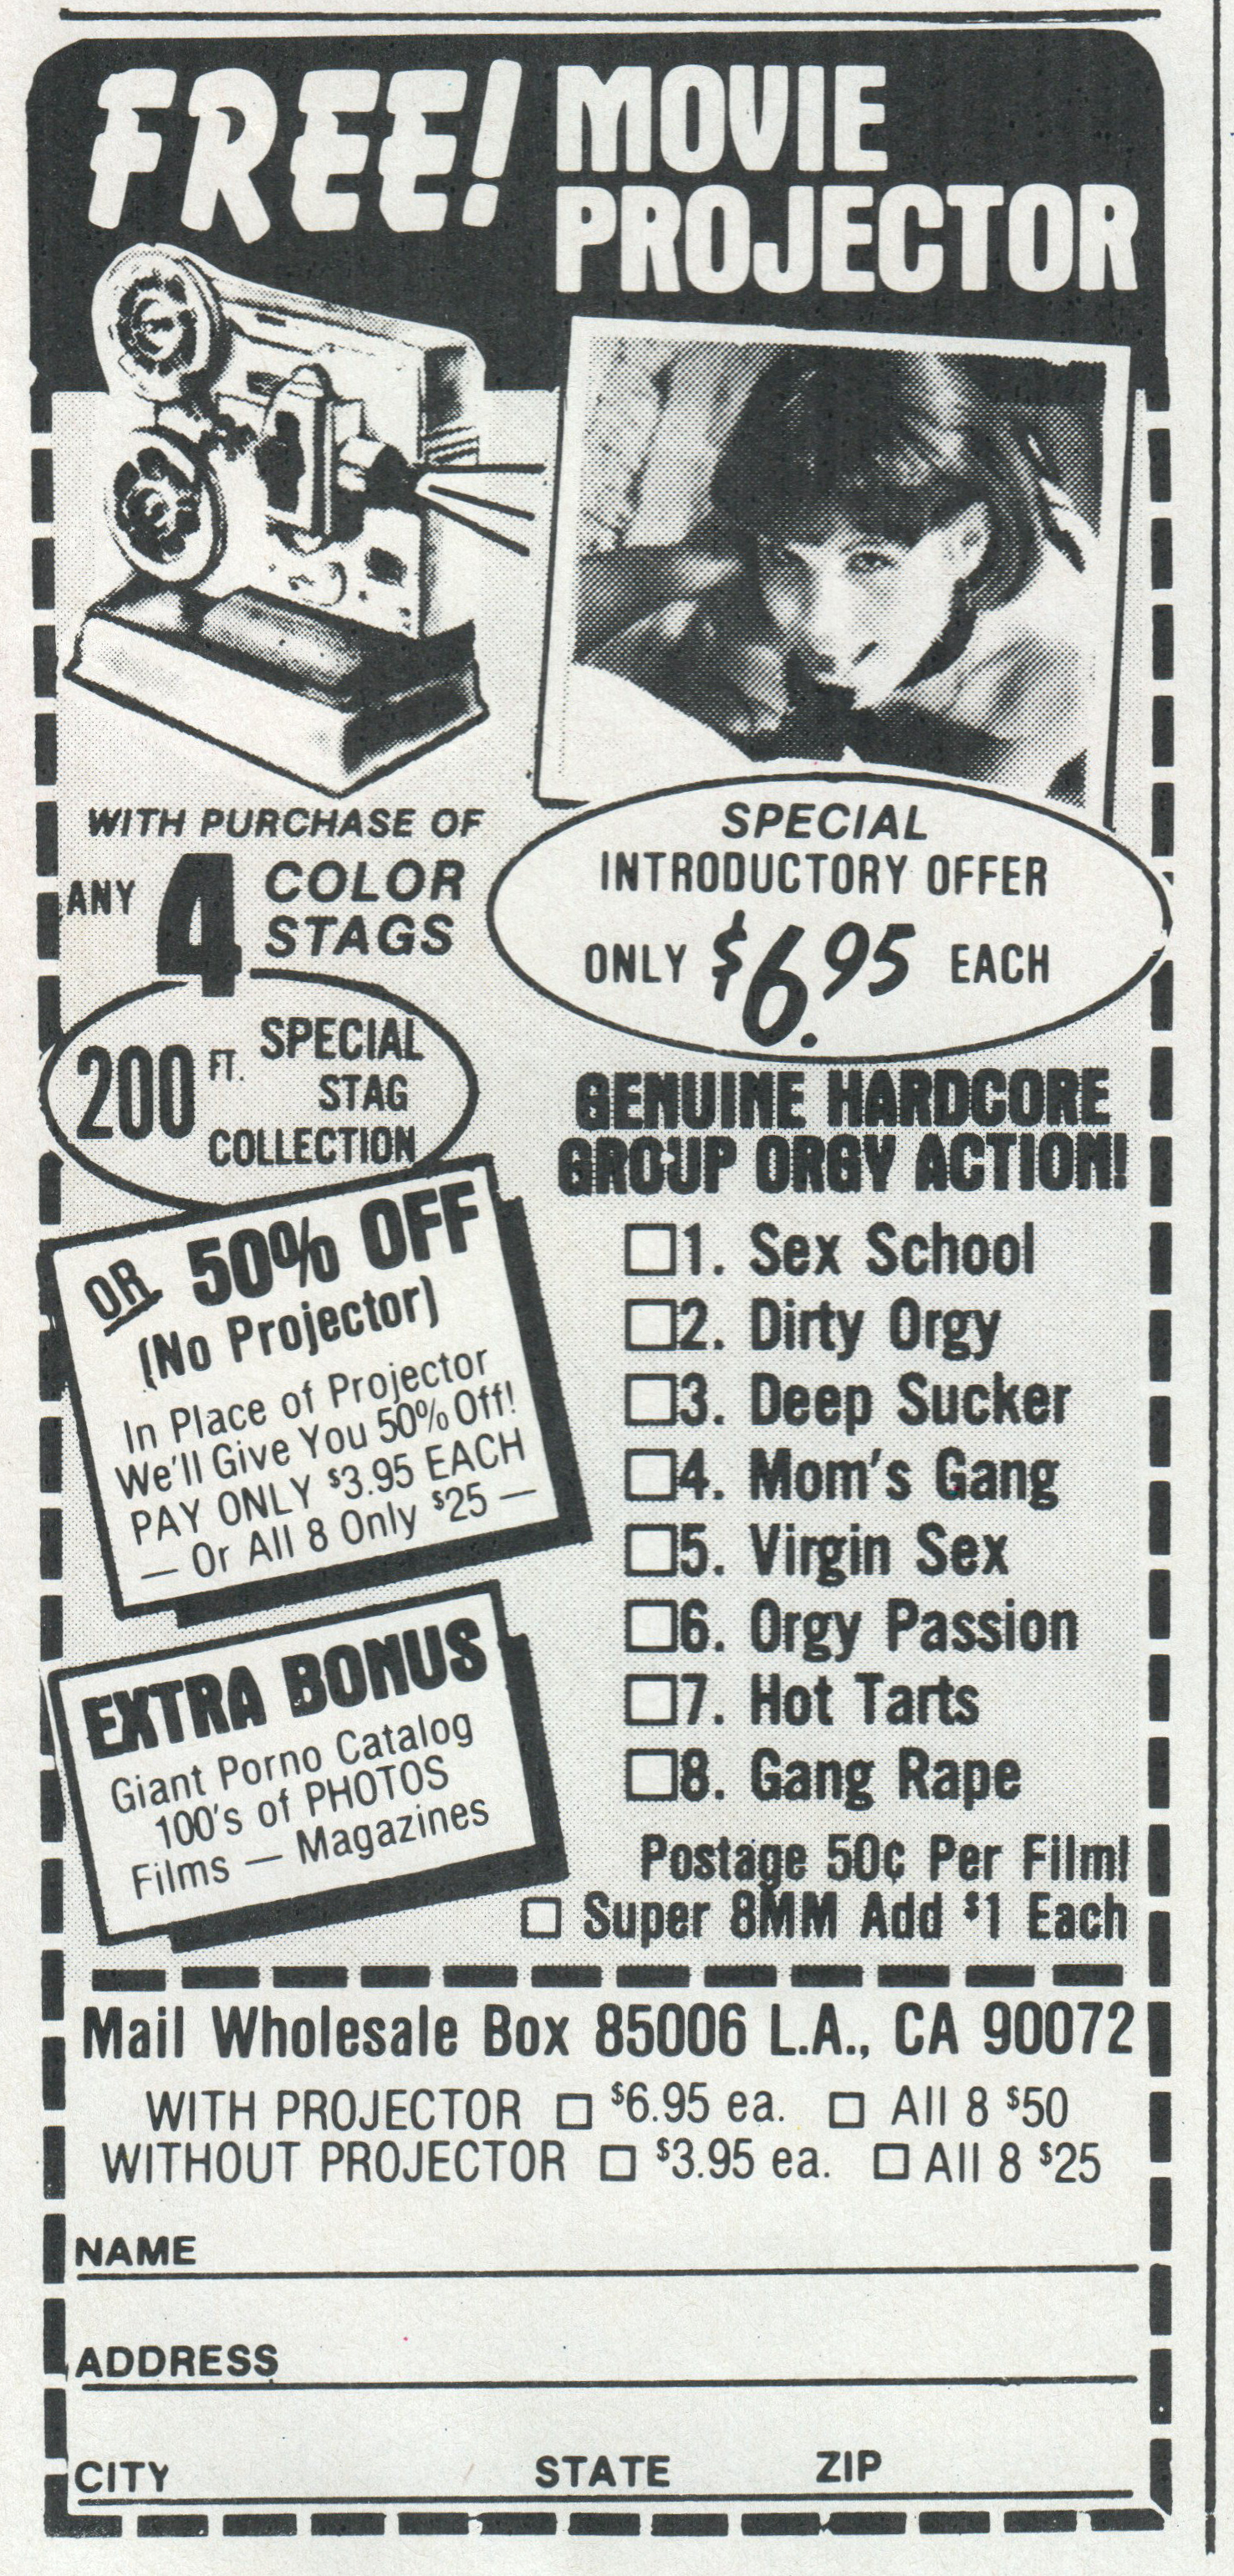 FREE! MOVIE
PROJECTOR
WITH PURCHASE OF
ANY 4 COLOR
STAGS
200 FT. SPECIAL
STAG
COLLECTION
SPECIAL
INTRODUCTORY OFFER
ONLY $6.95 EACH
OR 50% OFF
(No Projector)
In Place of Projector
We'll Give You 50% Off!
PAY ONLY $3.95 EACH
— Or All 8 Only $25 —
EXTRA BONUS
Giant Porno Catalog
100's of PHOTOS
Films — Magazines
GENUINE HARDCORE
GROUP ORGY ACTION!
1. Sex School
2. Dirty Orgy
3. Deep Sucker
4. Mom's Gang
5. Virgin Sex
6. Orgy Passion
7. Hot Tarts
8. Gang Rape
Postage 50¢ Per Film!
Super 8MM Add $1 Each
Mail Wholesale Box 85006 L.A., CA 90072
WITH PROJECTOR $6.95 ea. All 8 $50
WITHOUT PROJECTOR $3.95 ea. All 8 $25
NAME
ADDRESS
CITY STATE ZIP